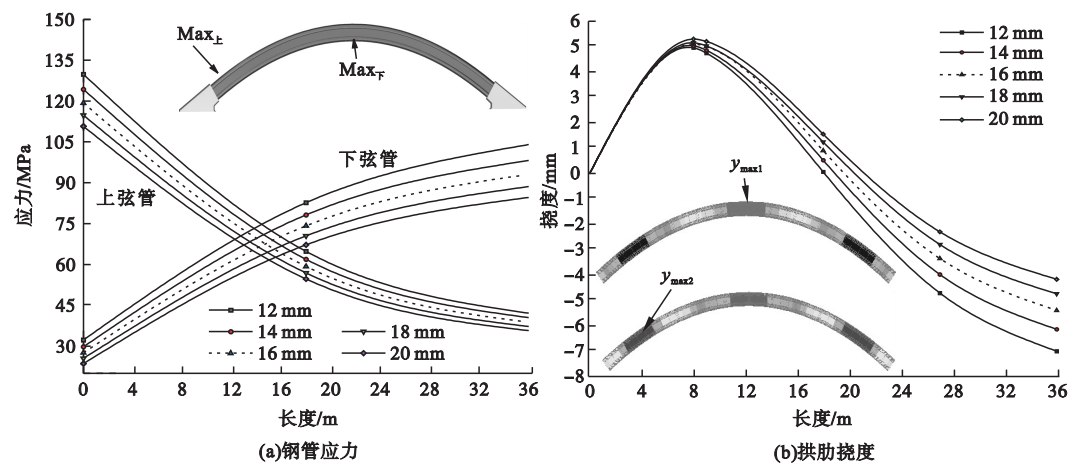 150
135
120
105
90
75
60
45
30
应力/MPa
0
4
8
12
16
20
24
28
32
36
长度/m
Max上
Max下
上弦管
下弦管
12 mm
14 mm
16 mm
18 mm
20 mm
(a)钢管应力
6
5
4
3
2
1
0
−1
−2
−3
−4
−5
−6
−7
−8
挠度/mm
0
4
8
12
16
20
24
28
32
36
长度/m
12 mm
14 mm
16 mm
18 mm
20 mm
ymax1
ymax2
(b)拱肋挠度